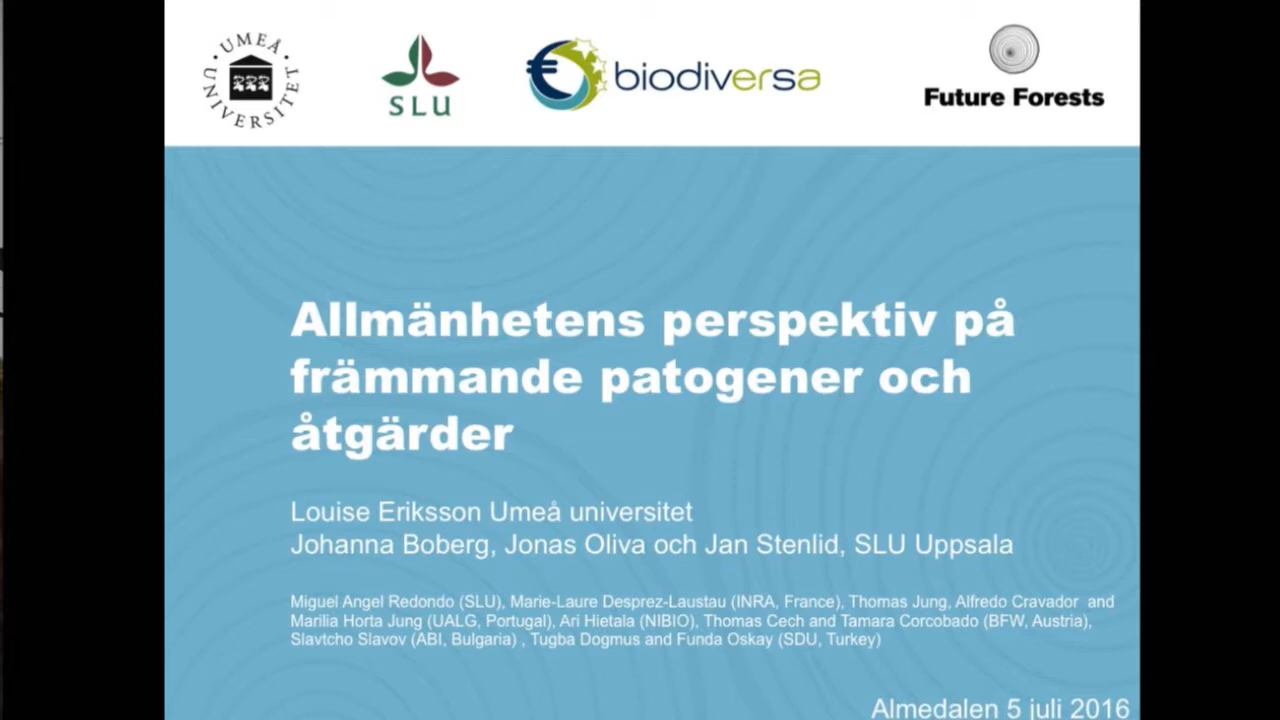 UMEÅ UNIVERSITET
SLU
biodiversa
Future Forests
Allmänhetens perspektiv på
främmande patogener och
åtgärder
Louise Eriksson Umeå universitet
Johanna Boberg, Jonas Oliva och Jan Stenlid, SLU Uppsala
Miguel Angel Redondo (SLU), Marie-Laure Desprez-Laustau (INRA, France), Thomas Jung, Alfredo Cravador and
Marilia Horta Jung (UALG, Portugal), Ari Hietala (NIBIO), Thomas Cech and Tamara Corcobado (BFW, Austria),
Slavtcho Slavov (ABI, Bulgaria) , Tugba Dogmus and Funda Oskay (SDU, Turkey)
Almedalen 5 juli 2016